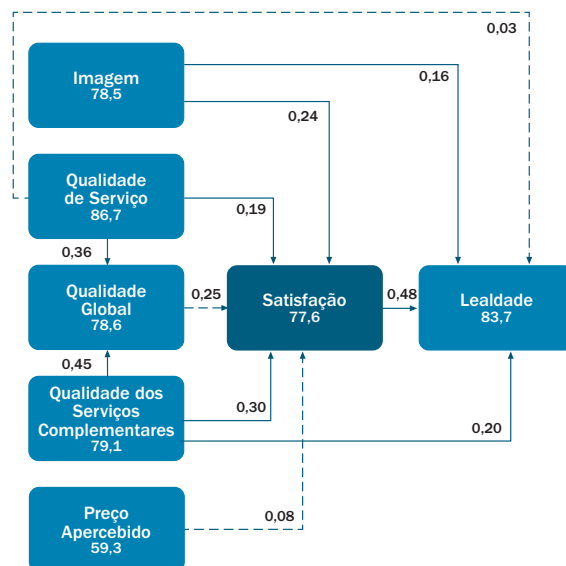 0,03
Imagem
78,5
0,16
0,24
Qualidade
de Serviço
86,7
0,19
0,36
Qualidade
Global
78,6
0,25
Satisfação
77,6
0,48
Lealdade
83,7
0,45
Qualidade dos
Serviços
Complementares
79,1
0,30
0,20
Preço
Apercebido
59,3
0,08